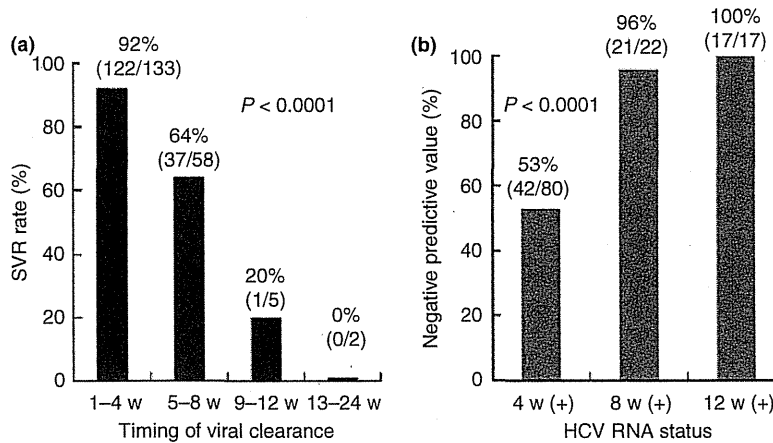 (a)
92%
(122/133)
100
80
60
40
20
0
SVR rate (%)
P < 0.0001
64%
(37/58)
20%
(1/5)
0%
(0/2)
1–4 w 5–8 w 9–12 w 13–24 w
Timing of viral clearance
(b)
96%
(21/22)
100%
(17/17)
100
80
60
40
20
0
Negative predictive value (%)
P < 0.0001
53%
(42/80)
4 w (+) 8 w (+) 12 w (+)
HCV RNA status